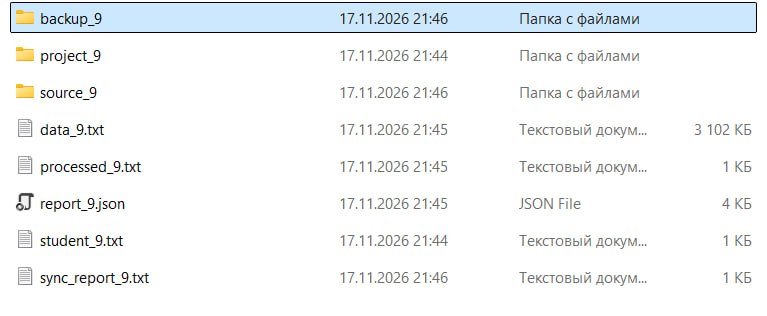 backup_9 17.11.2026 21:46 Папка с файлами
project_9 17.11.2026 21:44 Папка с файлами
source_9 17.11.2026 21:46 Папка с файлами
data_9.txt 17.11.2026 21:45 Текстовый докум... 3 102 КБ
processed_9.txt 17.11.2026 21:45 Текстовый докум... 1 КБ
report_9.json 17.11.2026 21:45 JSON File 4 КБ
student_9.txt 17.11.2026 21:44 Текстовый докум... 1 КБ
sync_report_9.txt 17.11.2026 21:46 Текстовый докум... 1 КБ